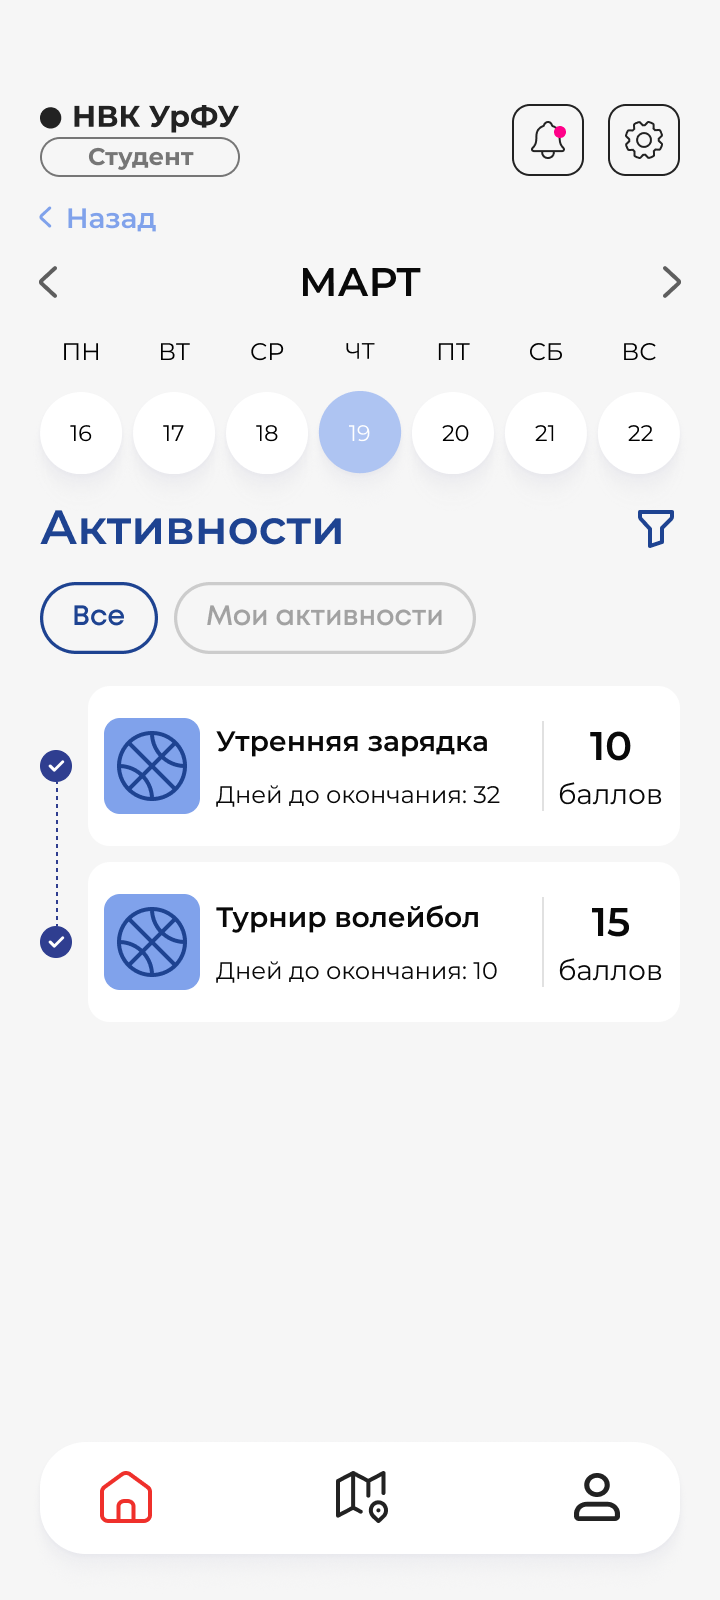 НВК УрФУ
Студент
Назад
МАРТ
ПН ВТ СР ЧТ ПТ СБ ВС
16 17 18 19 20 21 22
Активности
Все Мои активности
Утренняя зарядка
Дней до окончания: 32
10
баллов
Турнир волейбол
Дней до окончания: 10
15
баллов